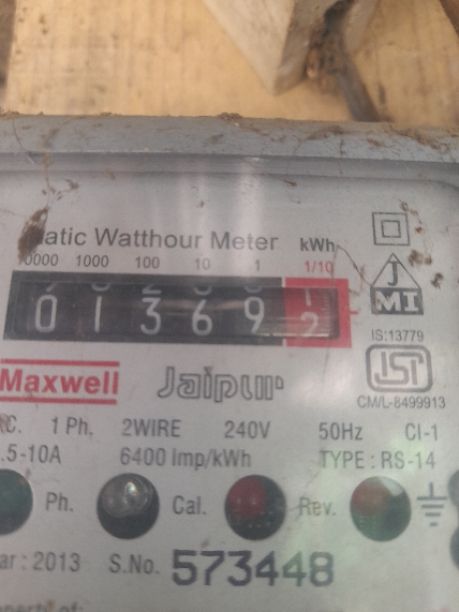 atic Watthour Meter kWh
0000 1000 100 10 1 1/10
0 1 3 6 9 2
J
MI
IS:13779
ISI
CM/L-8499913
Maxwell Jaipur
C. 1 Ph. 2WIRE 240V 50Hz Cl-1
.5-10A 6400 Imp/kWh TYPE : RS-14
Ph. Cal. Rev.
ar : 2013 S.No. 573448